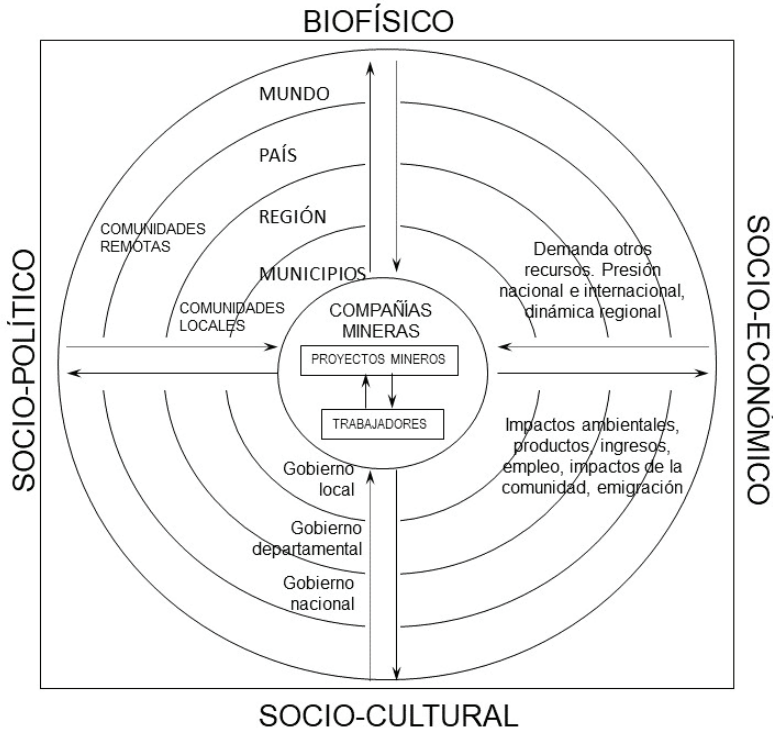 BIOFÍSICO
MUNDO
PAÍS
COMUNIDADES
REMOTAS
REGIÓN
MUNICIPIOS
COMUNIDADES
LOCALES
Demanda otros
recursos. Presión
nacional e internacional,
dinámica regional
SOCIO-POLÍTICO
SOCIO-ECONÓMICO
COMPAÑÍAS
MINERAS
PROYECTOS MINEROS
TRABAJADORES
Impactos ambientales,
productos, ingresos,
empleo, impactos de la
comunidad, emigración
Gobierno
local
Gobierno
departamental
Gobierno
nacional
SOCIO-CULTURAL